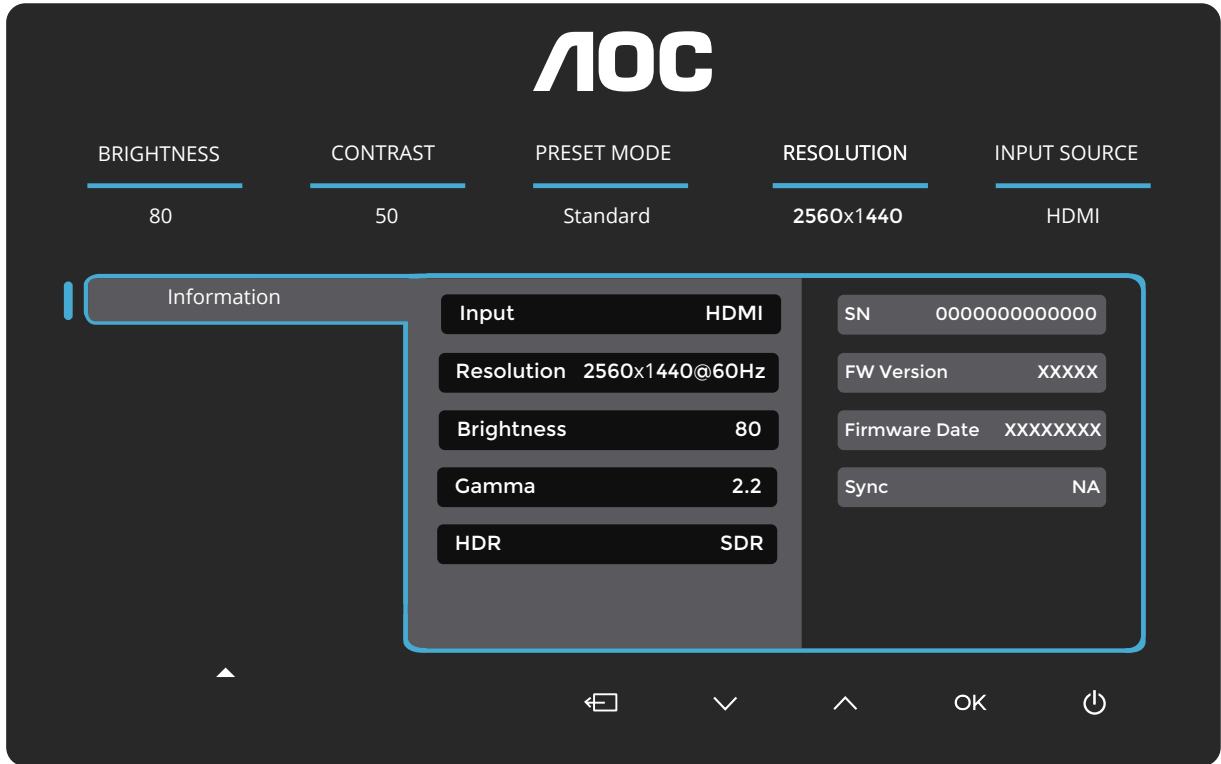 AOC
BRIGHTNESS CONTRAST PRESET MODE RESOLUTION INPUT SOURCE
80 50 Standard 2560x1440 HDMI
Information
Input HDMI
Resolution 2560x1440@60Hz
Brightness 80
Gamma 2.2
HDR SDR
SN 0000000000000
FW Version XXXXX
Firmware Date XXXXXXXX
Sync NA
OK